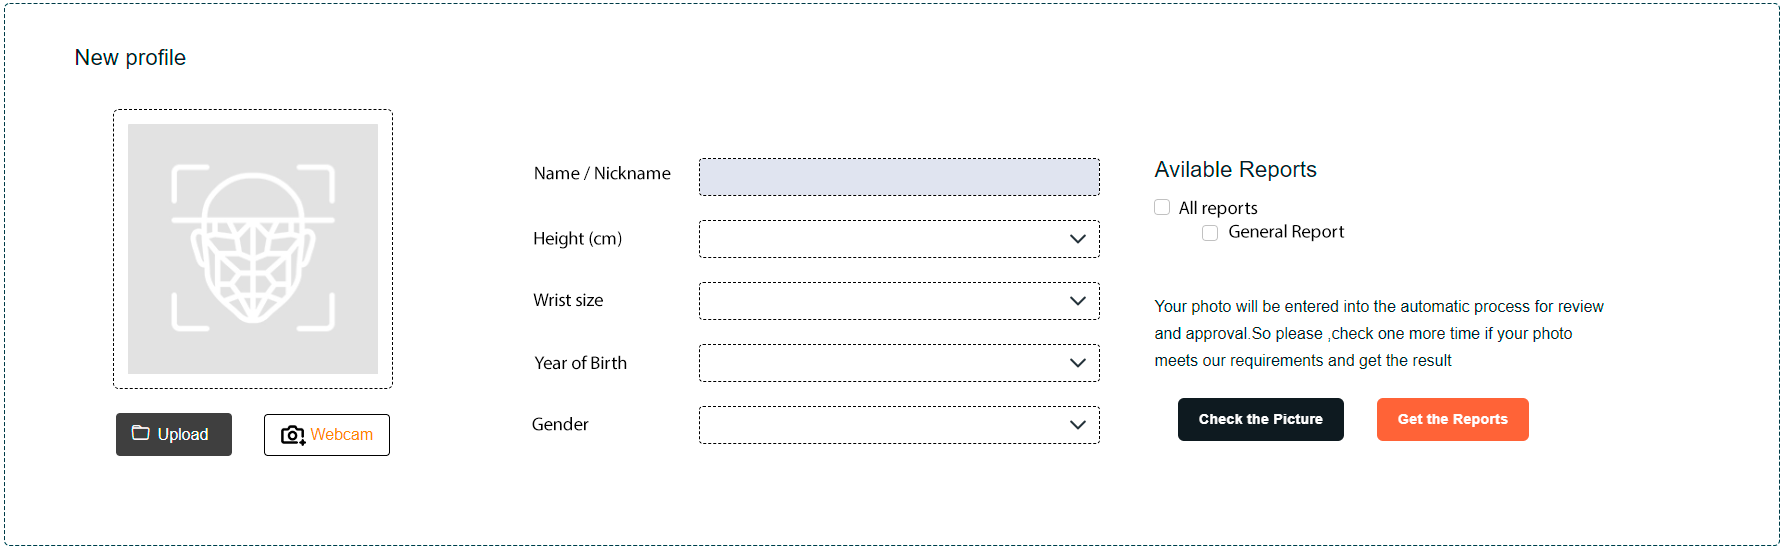 New profile
Upload
Webcam
Name / Nickname
Height (cm)
Wrist size
Year of Birth
Gender
Avilable Reports
All reports
General Report
Your photo will be entered into the automatic process for review
and approval.So please ,check one more time if your photo
meets our requirements and get the result
Check the Picture
Get the Reports